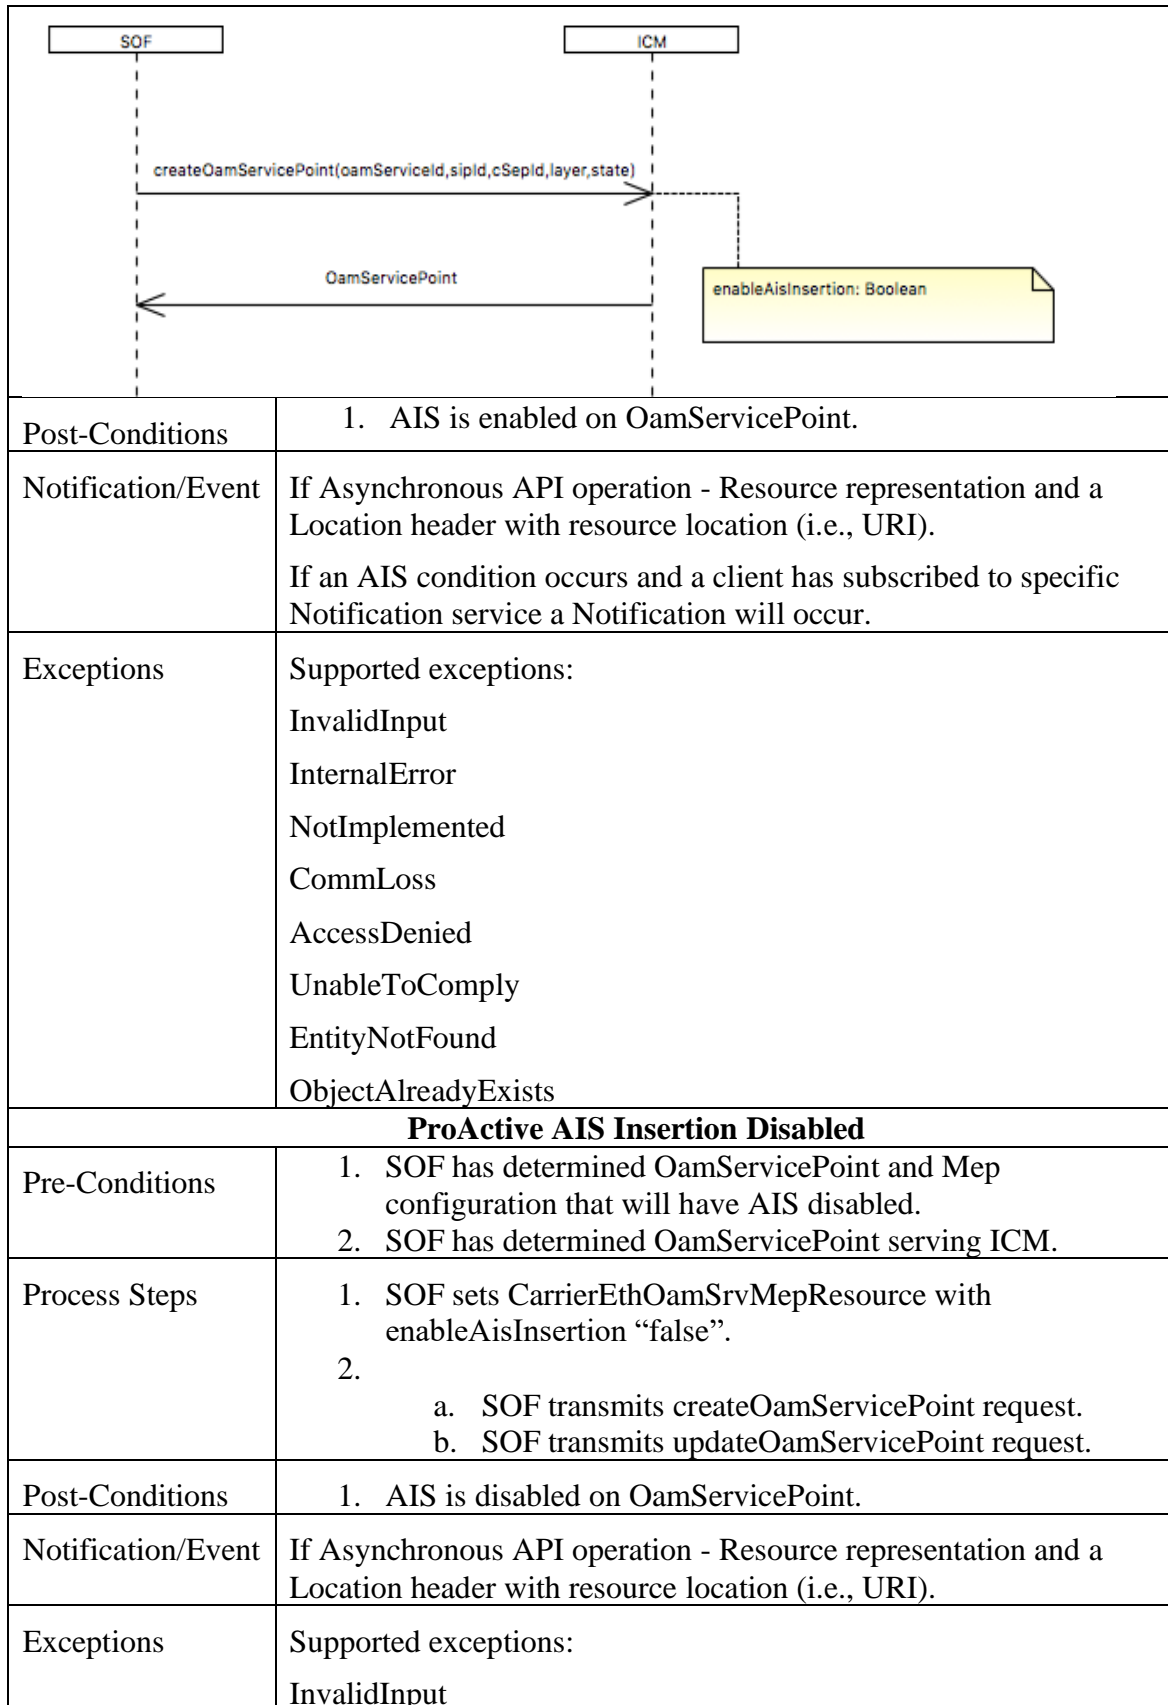 SOF
ICM
createOamServicePoint(oamServiceId,sipId,cSepId,layer,state)
OamServicePoint
enableAisInsertion: Boolean
Post-Conditions
1. AIS is enabled on OamServicePoint.
Notification/Event
If Asynchronous API operation - Resource representation and a
Location header with resource location (i.e., URI).
If an AIS condition occurs and a client has subscribed to specific
Notification service a Notification will occur.
Exceptions
Supported exceptions:
InvalidInput
InternalError
NotImplemented
CommLoss
AccessDenied
UnableToComply
EntityNotFound
ObjectAlreadyExists
ProActive AIS Insertion Disabled
Pre-Conditions
1. SOF has determined OamServicePoint and Mep
configuration that will have AIS disabled.
2. SOF has determined OamServicePoint serving ICM.
Process Steps
1. SOF sets CarrierEthOamSrvMepResource with
enableAisInsertion “false”.
2.
a. SOF transmits createOamServicePoint request.
b. SOF transmits updateOamServicePoint request.
Post-Conditions
1. AIS is disabled on OamServicePoint.
Notification/Event
If Asynchronous API operation - Resource representation and a
Location header with resource location (i.e., URI).
Exceptions
Supported exceptions:
InvalidInput